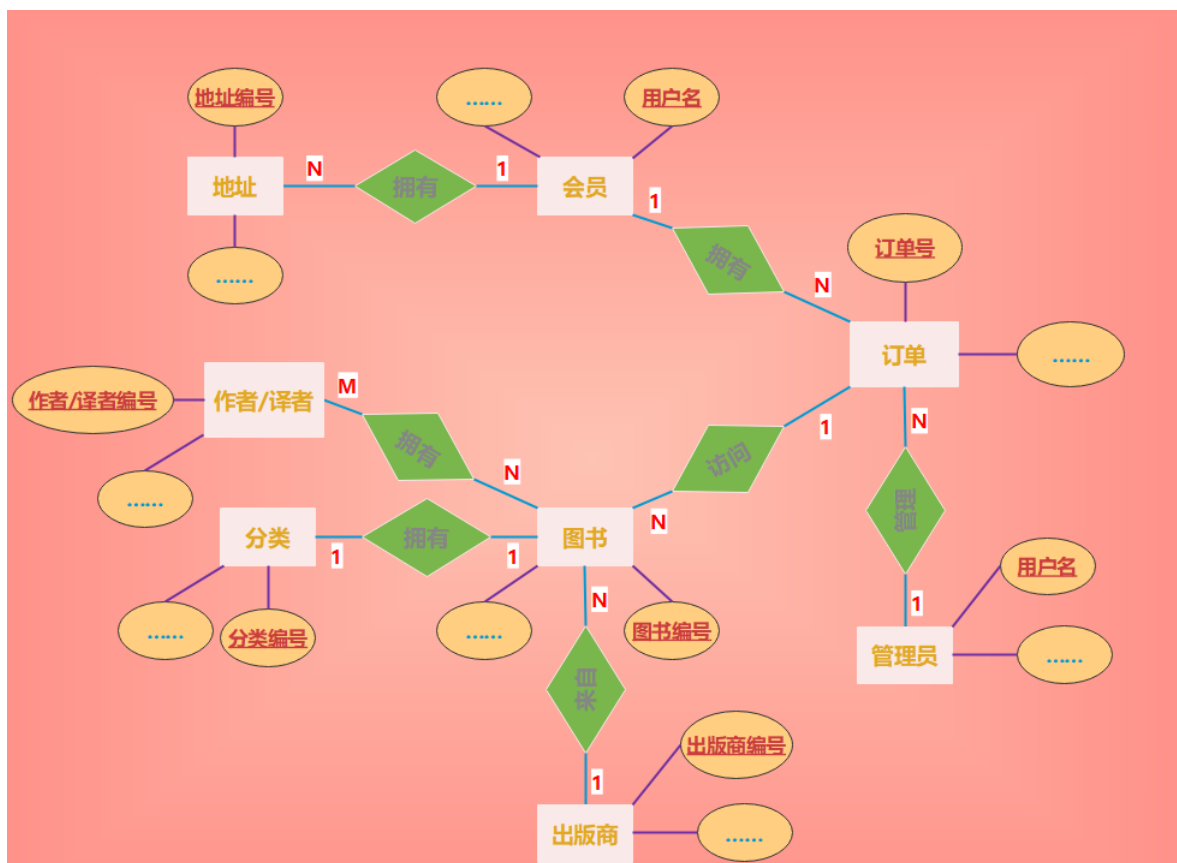 地址编号
……
用户名
地址
N
拥有
1
会员
1
……
拥有
订单号
N
订单
……
作者/译者编号
作者/译者
M
拥有
N
访问
1
N
……
分类
1
拥有
1
图书
N
管理
……
分类编号
……
N
图书编号
1
用户名
管理员
……
来自
出版商编号
1
出版商
……